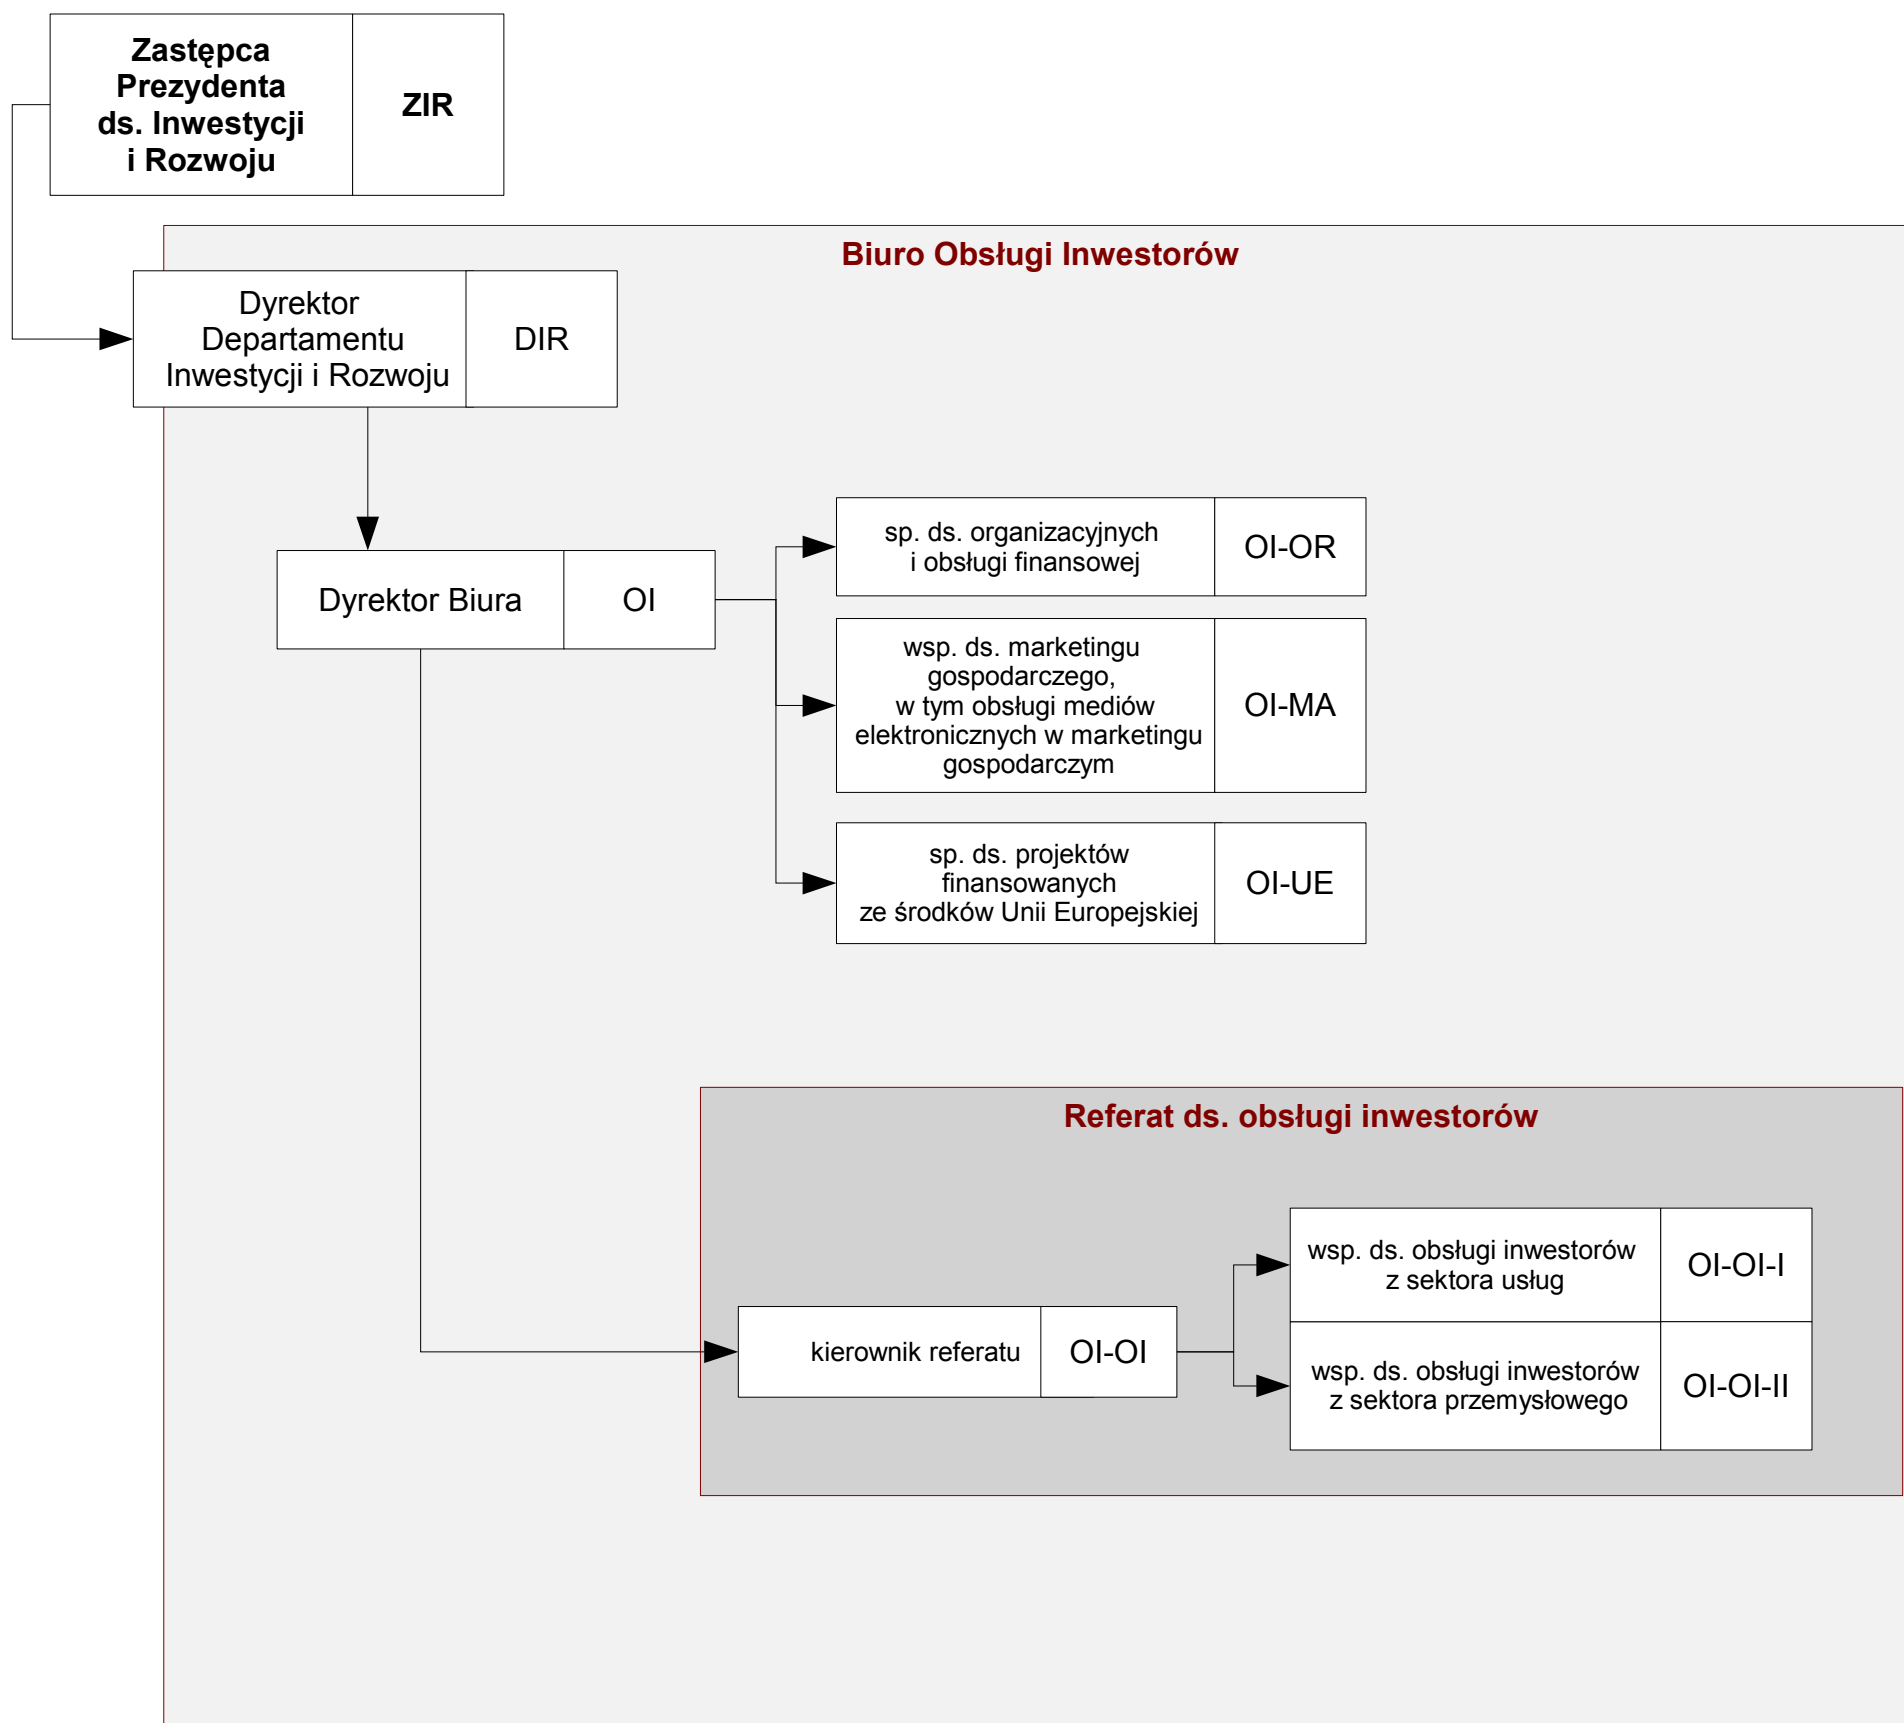 Zastępca
Prezydenta
ds. Inwestycji
i Rozwoju
ZIR
Biuro Obsługi Inwestorów
Dyrektor
Departamentu
Inwestycji i Rozwoju
DIR
Dyrektor Biura
OI
sp. ds. organizacyjnych
i obsługi finansowej
OI-OR
wsp. ds. marketingu
gospodarczego,
w tym obsługi mediów
elektronicznych w marketingu
gospodarczym
OI-MA
sp. ds. projektów
finansowanych
ze środków Unii Europejskiej
OI-UE
Referat ds. obsługi inwestorów
kierownik referatu
OI-OI
wsp. ds. obsługi inwestorów
z sektora usług
OI-OI-I
wsp. ds. obsługi inwestorów
z sektora przemysłowego
OI-OI-II